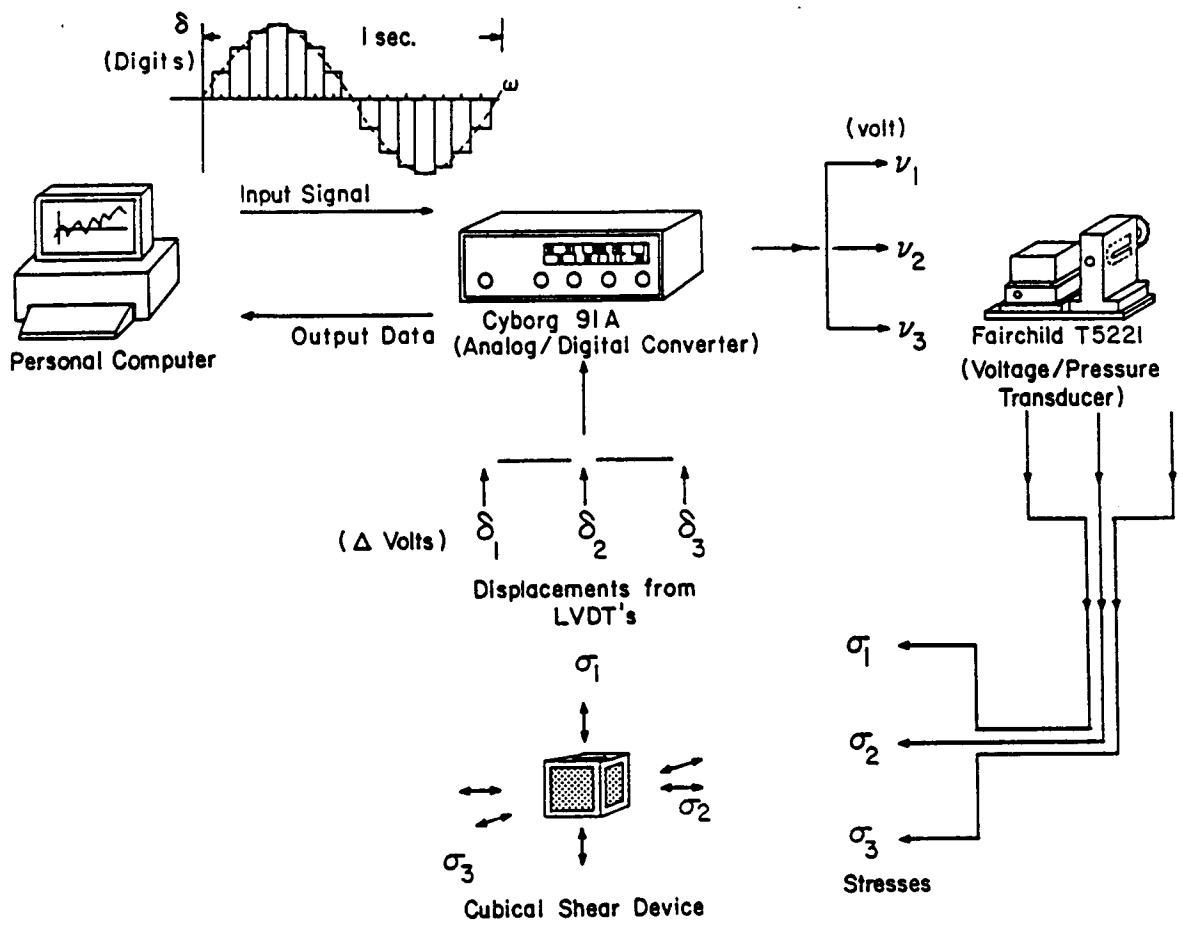 δ
(Digits)
1 sec.
ω
Input Signal
Output Data
Personal Computer
Cyborg 91A
(Analog/Digital Converter)
(volt)
ν1
ν2
ν3
Fairchild T5221
(Voltage/Pressure
Transducer)
(Δ Volts) δ1 δ2 δ3
Displacements from
LVDT's
σ1
σ2
σ3
Cubical Shear Device
σ1
σ2
σ3
Stresses